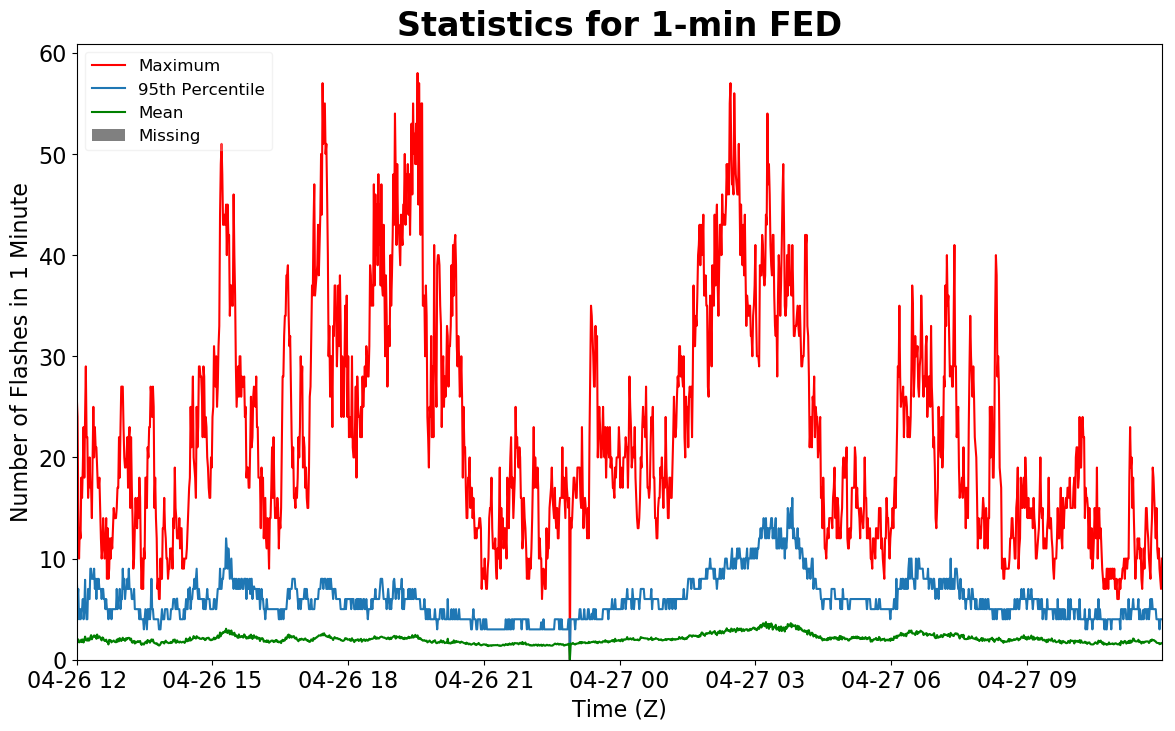 Statistics for 1-min FED
Maximum
95th Percentile
Mean
Missing
Number of Flashes in 1 Minute
60
50
40
30
20
10
0
04-26 12 04-26 15 04-26 18 04-26 21 04-27 00 04-27 03 04-27 06 04-27 09
Time (Z)